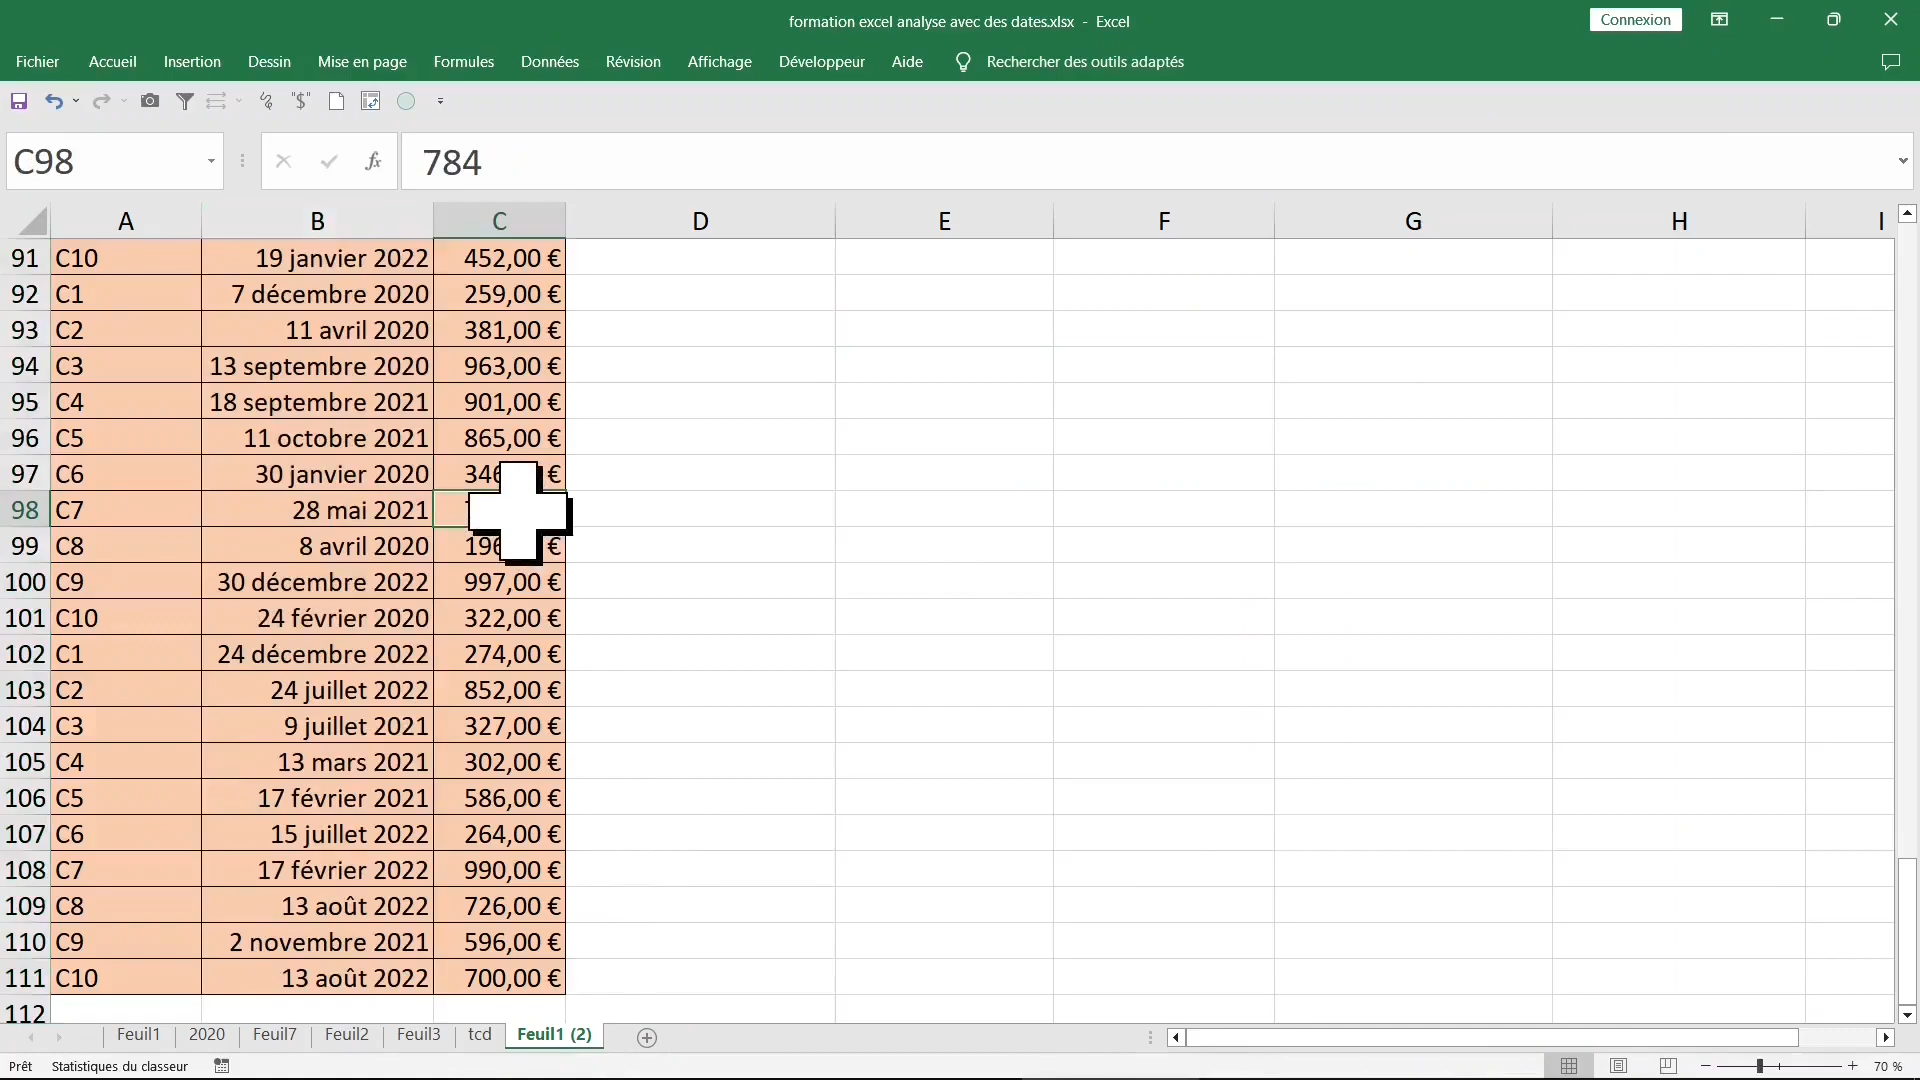 formation excel analyse avec des dates.xlsx - Excel
Connexion
Fichier Accueil Insertion Dessin Mise en page Formules Données Révision Affichage Développeur Aide Rechercher des outils adaptés
"$"
C98 fx 784
A B C D E F G H I
91 C10 19 janvier 2022 452,00 €
92 C1 7 décembre 2020 259,00 €
93 C2 11 avril 2020 381,00 €
94 C3 13 septembre 2020 963,00 €
95 C4 18 septembre 2021 901,00 €
96 C5 11 octobre 2021 865,00 €
97 C6 30 janvier 2020 346 €
98 C7 28 mai 2021
99 C8 8 avril 2020 196 €
100 C9 30 décembre 2022 997,00 €
101 C10 24 février 2020 322,00 €
102 C1 24 décembre 2022 274,00 €
103 C2 24 juillet 2022 852,00 €
104 C3 9 juillet 2021 327,00 €
105 C4 13 mars 2021 302,00 €
106 C5 17 février 2021 586,00 €
107 C6 15 juillet 2022 264,00 €
108 C7 17 février 2022 990,00 €
109 C8 13 août 2022 726,00 €
110 C9 2 novembre 2021 596,00 €
111 C10 13 août 2022 700,00 €
112
Feuil1 2020 Feuil7 Feuil2 Feuil3 tcd Feuil1 (2)
Prêt Statistiques du classeur 70 %